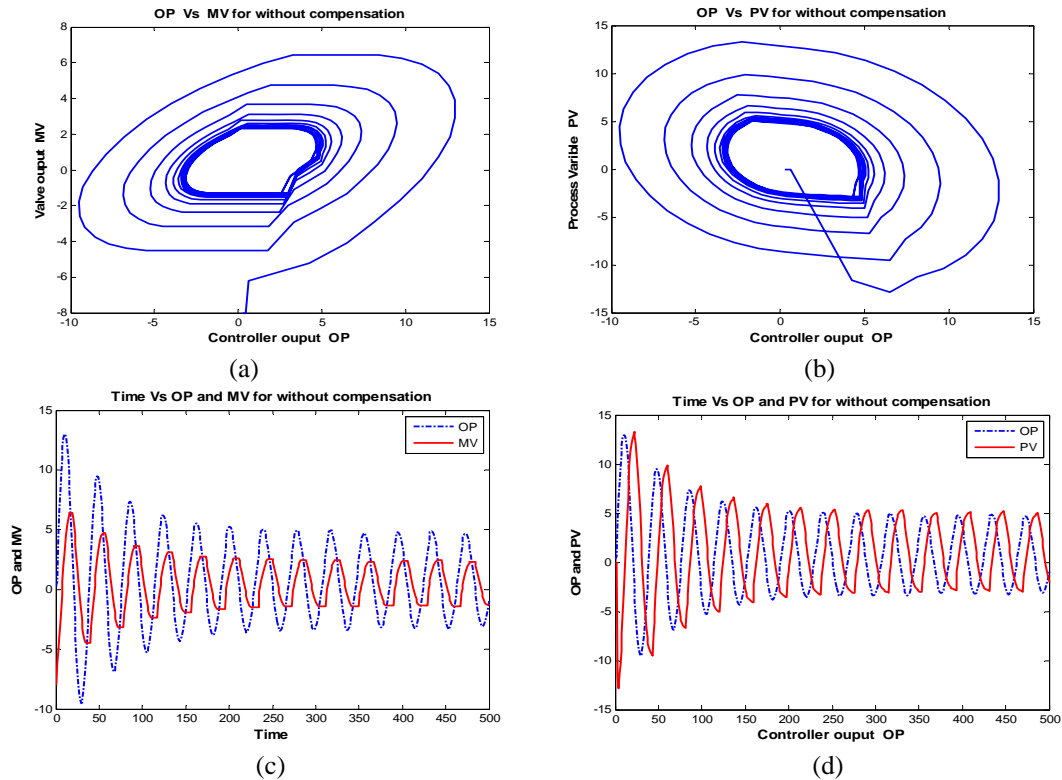 OP Vs MV for without compensation
8
6
4
2
0
-2
-4
-6
-8
Valve ouput MV
-10 -5 0 5 10 15
Controller ouput OP
(a)
OP Vs PV for without compensation
15
10
5
0
-5
-10
-15
Process Varible PV
-10 -5 0 5 10 15
Controller ouput OP
(b)
Time Vs OP and MV for without compensation
15
10
5
0
-5
-10
OP and MV
OP
MV
0 50 100 150 200 250 300 350 400 450 500
Time
(c)
Time Vs OP and PV for without compensation
15
10
5
0
-5
-10
-15
OP and PV
OP
PV
0 50 100 150 200 250 300 350 400 450 500
Controller ouput OP
(d)